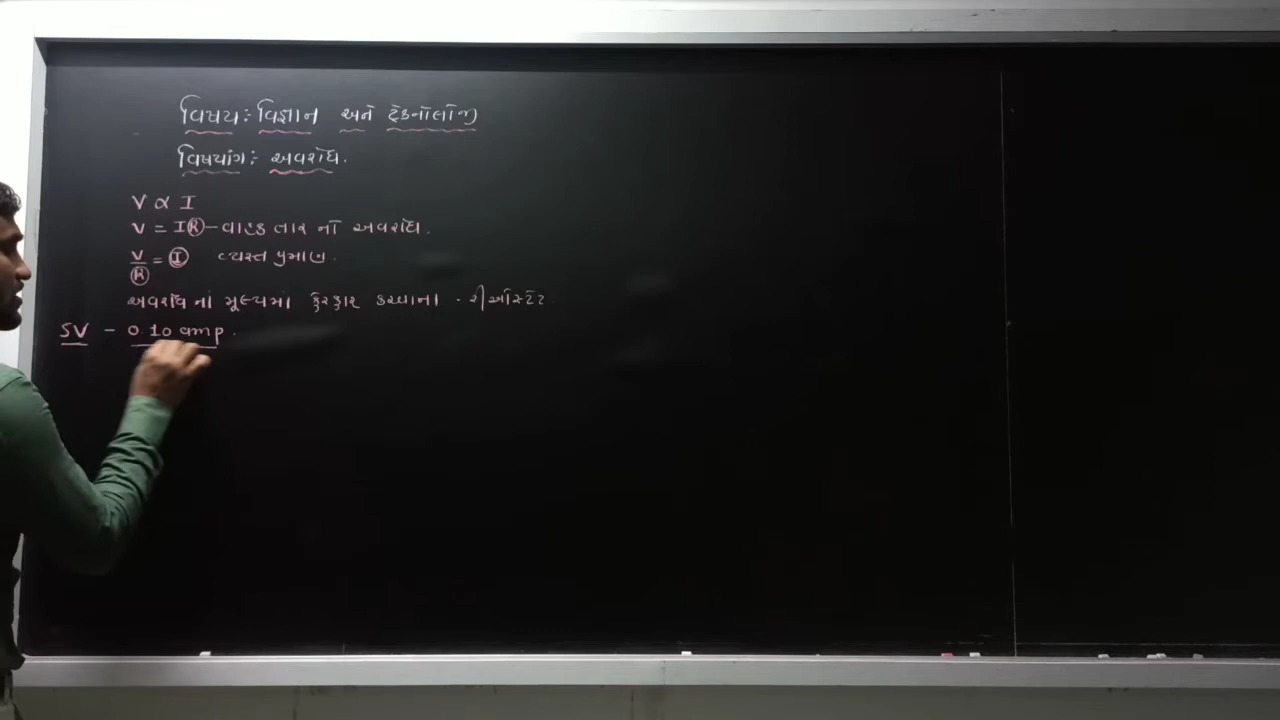 વિષય : વિજ્ઞાન અને ટેકનોલોજી
વિષયાંગ : અવરોધ.
V ∝ I
V = IR – વાહક તાર નો અવરોધ.
V/R = I વ્યસ્ત પ્રમાણ.
અવરોધ નાં મૂલ્યમાં ફેરફાર કરવાના . રીઓસ્ટેટ
5V – 0.10 amp.